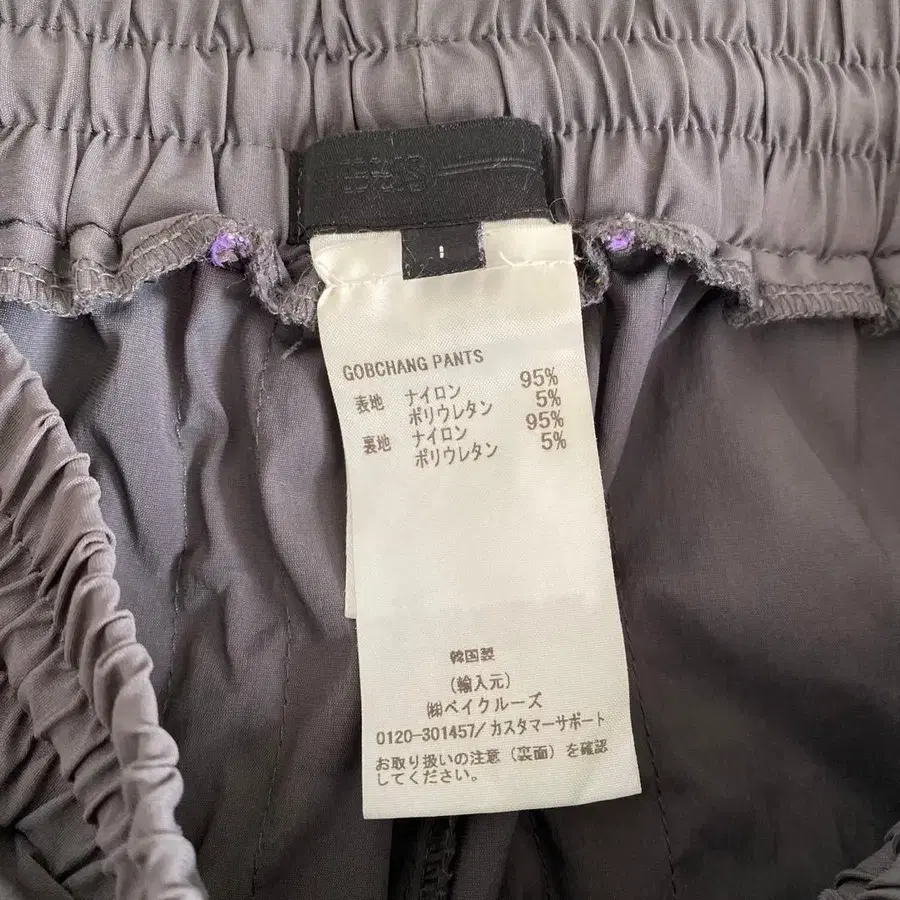 GOBCHANG PANTS
表地 ナイロン 95%
ポリウレタン 5%
裏地 ナイロン 95%
ポリウレタン 5%
韓国製
(輸入元)
㈱ベイクルーズ
0120-301457/カスタマーサポート
お取り扱いの注意(裏面)を確認
してください。